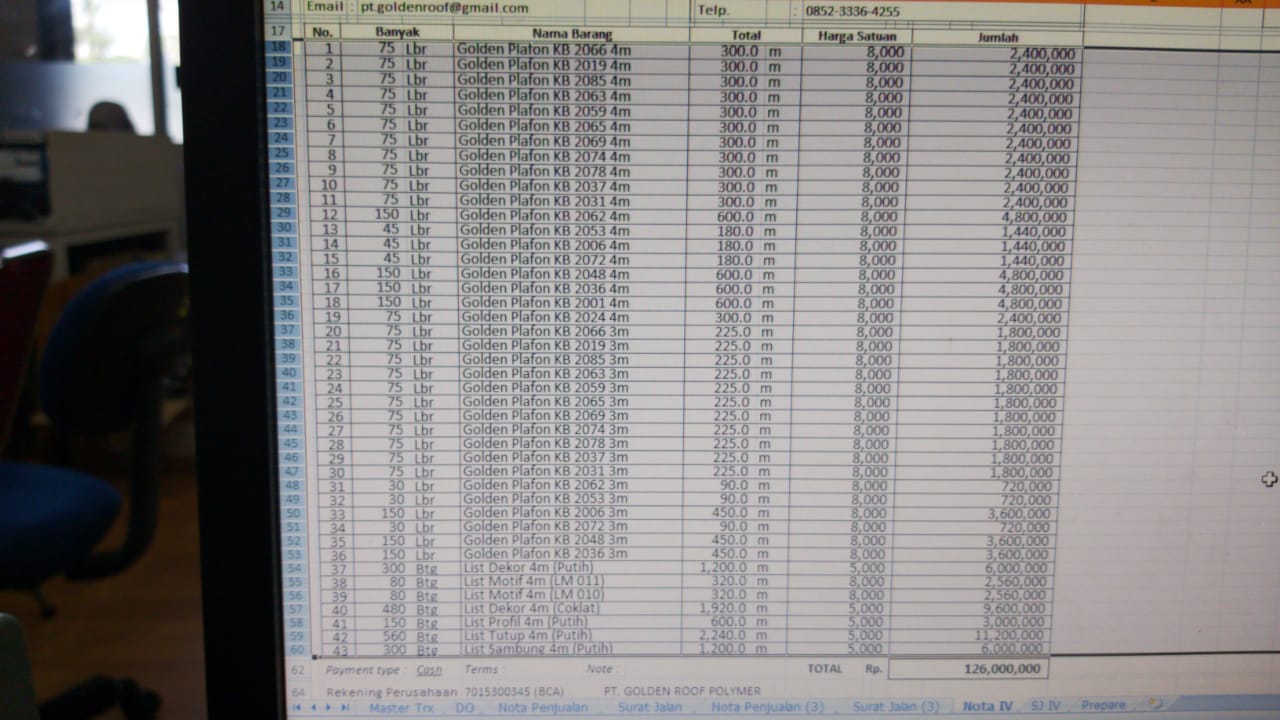 14 Email : pt.goldenroof@gmail.com Telp. : 0852-3336-4255
17 No. Banyak Nama Barang Total Harga Satuan Jumlah
18 1 75 Lbr Golden Plafon KB 2066 4m 300.0 m 8,000 2,400,000
19 2 75 Lbr Golden Plafon KB 2019 4m 300.0 m 8,000 2,400,000
20 3 75 Lbr Golden Plafon KB 2085 4m 300.0 m 8,000 2,400,000
21 4 75 Lbr Golden Plafon KB 2063 4m 300.0 m 8,000 2,400,000
22 5 75 Lbr Golden Plafon KB 2059 4m 300.0 m 8,000 2,400,000
23 6 75 Lbr Golden Plafon KB 2065 4m 300.0 m 8,000 2,400,000
24 7 75 Lbr Golden Plafon KB 2069 4m 300.0 m 8,000 2,400,000
25 8 75 Lbr Golden Plafon KB 2074 4m 300.0 m 8,000 2,400,000
26 9 75 Lbr Golden Plafon KB 2078 4m 300.0 m 8,000 2,400,000
27 10 75 Lbr Golden Plafon KB 2037 4m 300.0 m 8,000 2,400,000
28 11 75 Lbr Golden Plafon KB 2031 4m 300.0 m 8,000 2,400,000
29 12 150 Lbr Golden Plafon KB 2062 4m 600.0 m 8,000 4,800,000
30 13 45 Lbr Golden Plafon KB 2053 4m 180.0 m 8,000 1,440,000
31 14 45 Lbr Golden Plafon KB 2006 4m 180.0 m 8,000 1,440,000
32 15 45 Lbr Golden Plafon KB 2072 4m 180.0 m 8,000 1,440,000
33 16 150 Lbr Golden Plafon KB 2048 4m 600.0 m 8,000 4,800,000
34 17 150 Lbr Golden Plafon KB 2036 4m 600.0 m 8,000 4,800,000
35 18 150 Lbr Golden Plafon KB 2001 4m 600.0 m 8,000 4,800,000
36 19 75 Lbr Golden Plafon KB 2024 4m 300.0 m 8,000 2,400,000
37 20 75 Lbr Golden Plafon KB 2066 3m 225.0 m 8,000 1,800,000
38 21 75 Lbr Golden Plafon KB 2019 3m 225.0 m 8,000 1,800,000
39 22 75 Lbr Golden Plafon KB 2085 3m 225.0 m 8,000 1,800,000
40 23 75 Lbr Golden Plafon KB 2063 3m 225.0 m 8,000 1,800,000
41 24 75 Lbr Golden Plafon KB 2059 3m 225.0 m 8,000 1,800,000
42 25 75 Lbr Golden Plafon KB 2065 3m 225.0 m 8,000 1,800,000
43 26 75 Lbr Golden Plafon KB 2069 3m 225.0 m 8,000 1,800,000
44 27 75 Lbr Golden Plafon KB 2074 3m 225.0 m 8,000 1,800,000
45 28 75 Lbr Golden Plafon KB 2078 3m 225.0 m 8,000 1,800,000
46 29 75 Lbr Golden Plafon KB 2037 3m 225.0 m 8,000 1,800,000
47 30 75 Lbr Golden Plafon KB 2031 3m 225.0 m 8,000 1,800,000
48 31 30 Lbr Golden Plafon KB 2062 3m 90.0 m 8,000 720,000
49 32 30 Lbr Golden Plafon KB 2053 3m 90.0 m 8,000 720,000
50 33 150 Lbr Golden Plafon KB 2006 3m 450.0 m 8,000 3,600,000
51 34 30 Lbr Golden Plafon KB 2072 3m 90.0 m 8,000 720,000
52 35 150 Lbr Golden Plafon KB 2048 3m 450.0 m 8,000 3,600,000
53 36 150 Lbr Golden Plafon KB 2036 3m 450.0 m 8,000 3,600,000
54 37 300 Btg List Dekor 4m (Putih) 1,200.0 m 5,000 6,000,000
55 38 80 Btg List Motif 4m (LM 011) 320.0 m 8,000 2,560,000
56 39 80 Btg List Motif 4m (LM 010) 320.0 m 8,000 2,560,000
57 40 480 Btg List Dekor 4m (Coklat) 1,920.0 m 5,000 9,600,000
58 41 150 Btg List Profil 4m (Putih) 600.0 m 5,000 3,000,000
59 42 560 Btg List Tutup 4m (Putih) 2,240.0 m 5,000 11,200,000
60 43 300 Btg List Sambung 4m (Putih) 1,200.0 m 5,000 6,000,000
62 Payment type : Cash Terms : Note : TOTAL Rp. 126,000,000
64 Rekening Perusahaan 7015300345 (BCA) PT. GOLDEN ROOF POLYMER
Master Trx DO Nota Penjualan Surat Jalan Nota Penjualan (3) Surat Jalan (3) Nota IV SJ IV Prepare